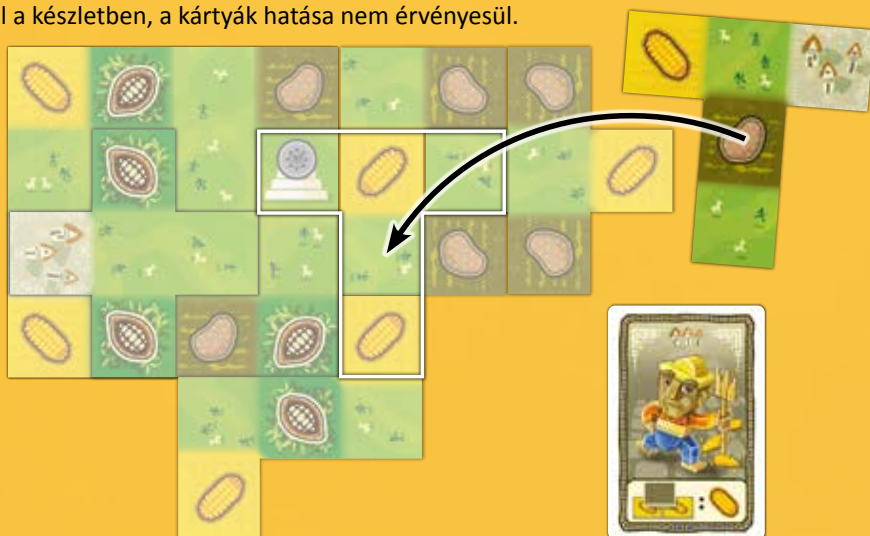 l a készletben, a kártyák hatása nem érvényesül.